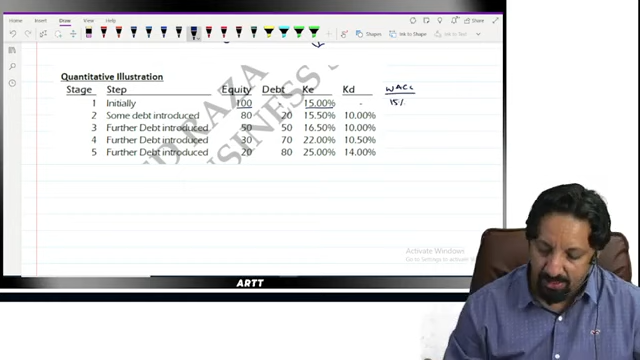 File Home Insert Draw View Help
Shapes Ink to Shape Ink to Text
Share
Quantitative Illustration
Stage Step Equity Debt Ke Kd WACC
1 Initially 100 15.00% - 15%
2 Some debt introduced 80 20 15.50% 10.00%
3 Further Debt introduced 50 50 16.50% 10.00%
4 Further Debt introduced 30 70 22.00% 10.50%
5 Further Debt introduced 20 80 25.00% 14.00%
RAZA
BUSINESS
Activate Windows
Go to Settings to activate Windows.
ARTT